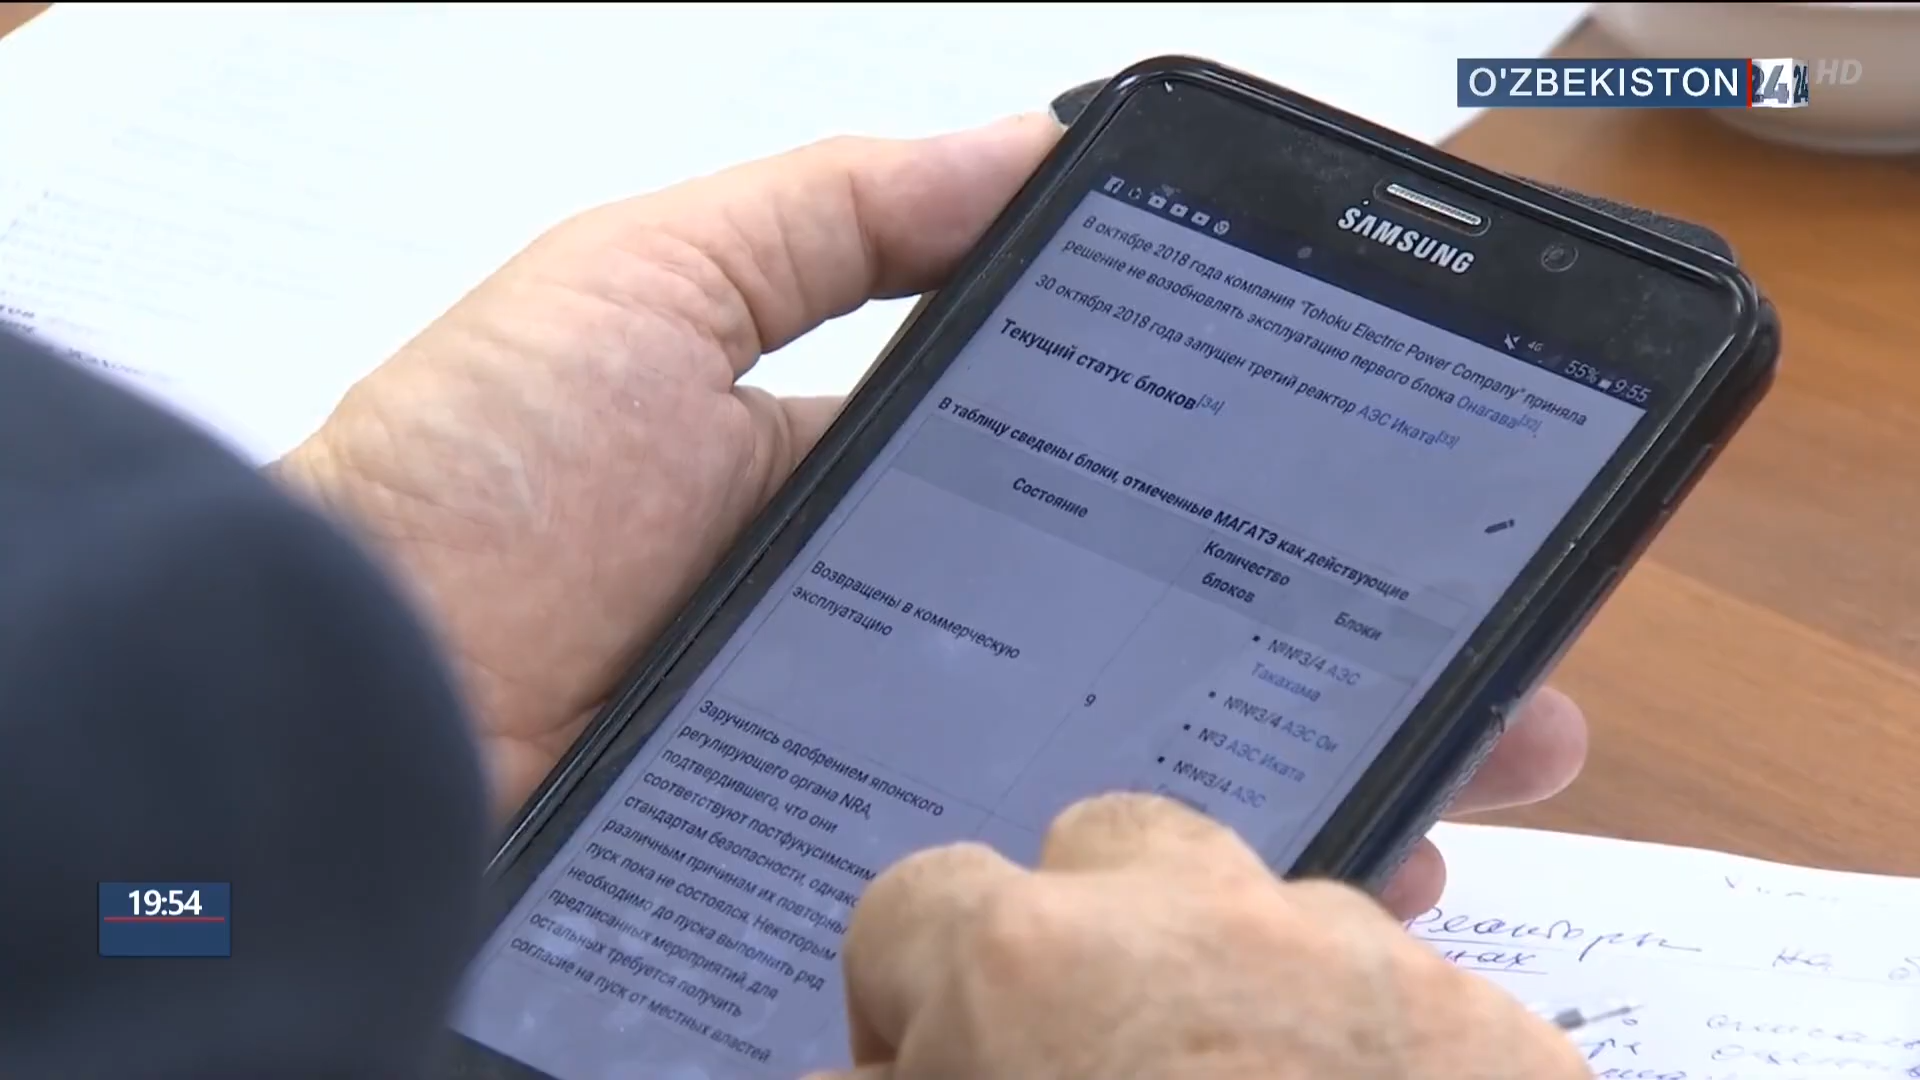 O'ZBEKISTON 24
HD
SAMSUNG
4G 55% 9:55
В октябре 2018 года компания "Tohoku Electric Power Company" приняла
решение не возобновлять эксплуатацию первого блока Онагава[32].
30 октября 2018 года запущен третий реактор АЭС Иката[33]
Текущий статус блоков[34]
В таблицу сведены блоки, отмеченные МАГАТЭ как действующие
Состояние
Количество
блоков
Блоки
Возвращены в коммерческую
эксплуатацию
9
• №№3/4 АЭС
Такахама
• №№3/4 АЭС Ои
• №3 АЭС Иката
• №№3/4 АЭС
Заручились одобрением японского
регулирующего органа NRA,
подтвердившего, что они
соответствуют постфукусимским
стандартам безопасности, однако
различным причинам их повторны
пуск пока не состоялся. Некоторым
необходимо до пуска выполнить ряд
предписанных мероприятий, для
остальных требуется получить
согласие на пуск от местных властей
19:54
Реакторы на